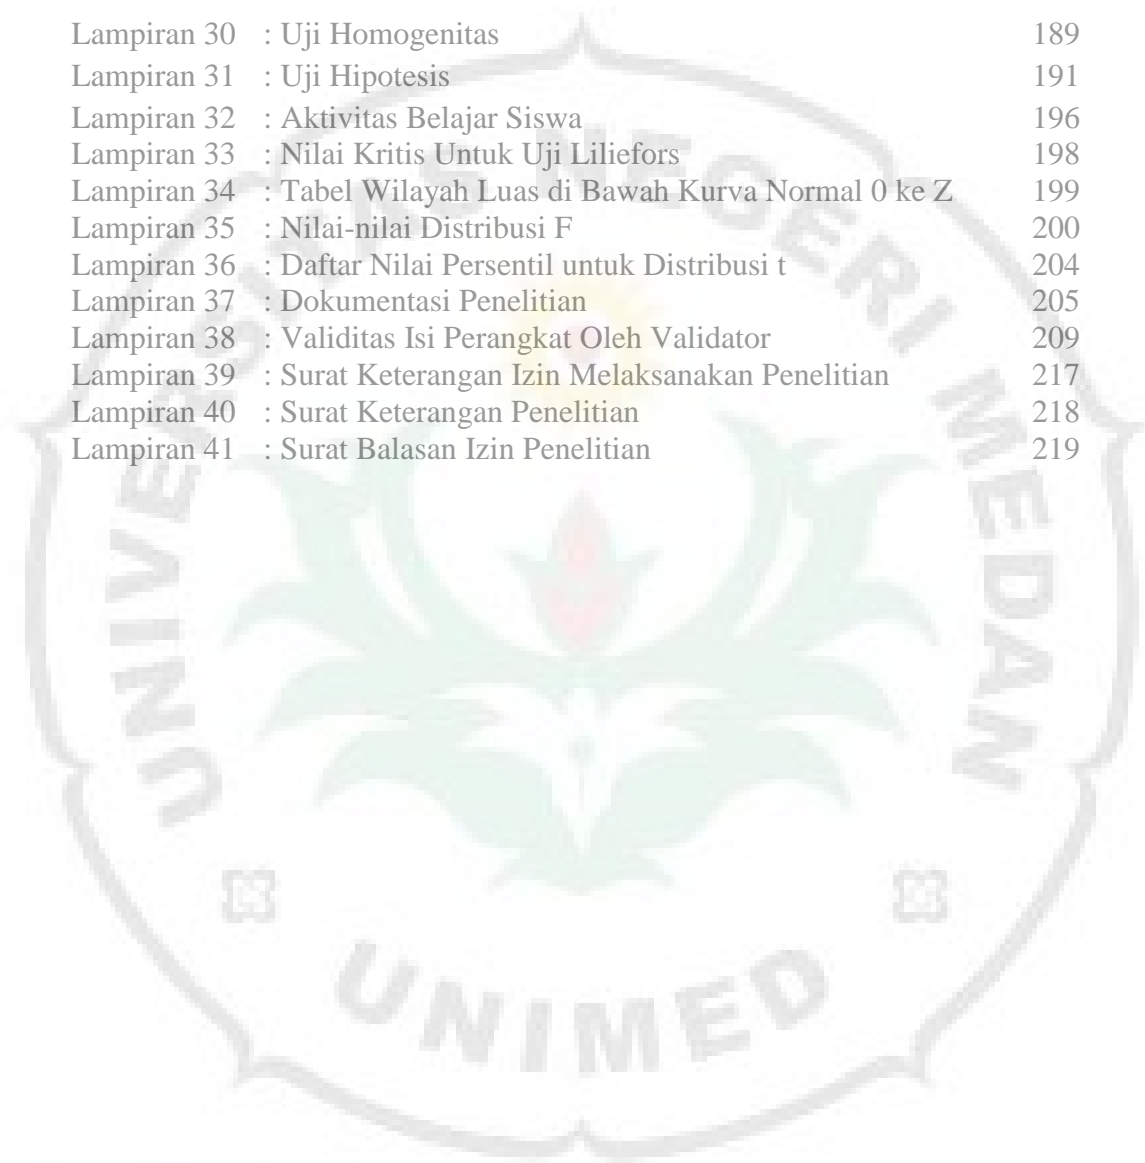 Lampiran 30 : Uji Homogenitas 189
Lampiran 31 : Uji Hipotesis 191
Lampiran 32 : Aktivitas Belajar Siswa 196
Lampiran 33 : Nilai Kritis Untuk Uji Liliefors 198
Lampiran 34 : Tabel Wilayah Luas di Bawah Kurva Normal 0 ke Z 199
Lampiran 35 : Nilai-nilai Distribusi F 200
Lampiran 36 : Daftar Nilai Persentil untuk Distribusi t 204
Lampiran 37 : Dokumentasi Penelitian 205
Lampiran 38 : Validitas Isi Perangkat Oleh Validator 209
Lampiran 39 : Surat Keterangan Izin Melaksanakan Penelitian 217
Lampiran 40 : Surat Keterangan Penelitian 218
Lampiran 41 : Surat Balasan Izin Penelitian 219
UNIVERSITAS NEGERI MEDAN
UNIMED